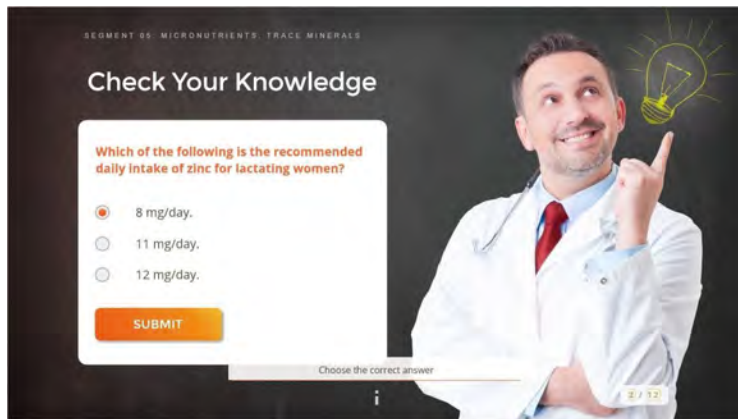 SEGMENT 05: MICRONUTRIENTS. TRACE MINERALS
Check Your Knowledge
Which of the following is the recommended
daily intake of zinc for lactating women?
8 mg/day.
11 mg/day.
12 mg/day.
SUBMIT
Choose the correct answer
i
2 / 12